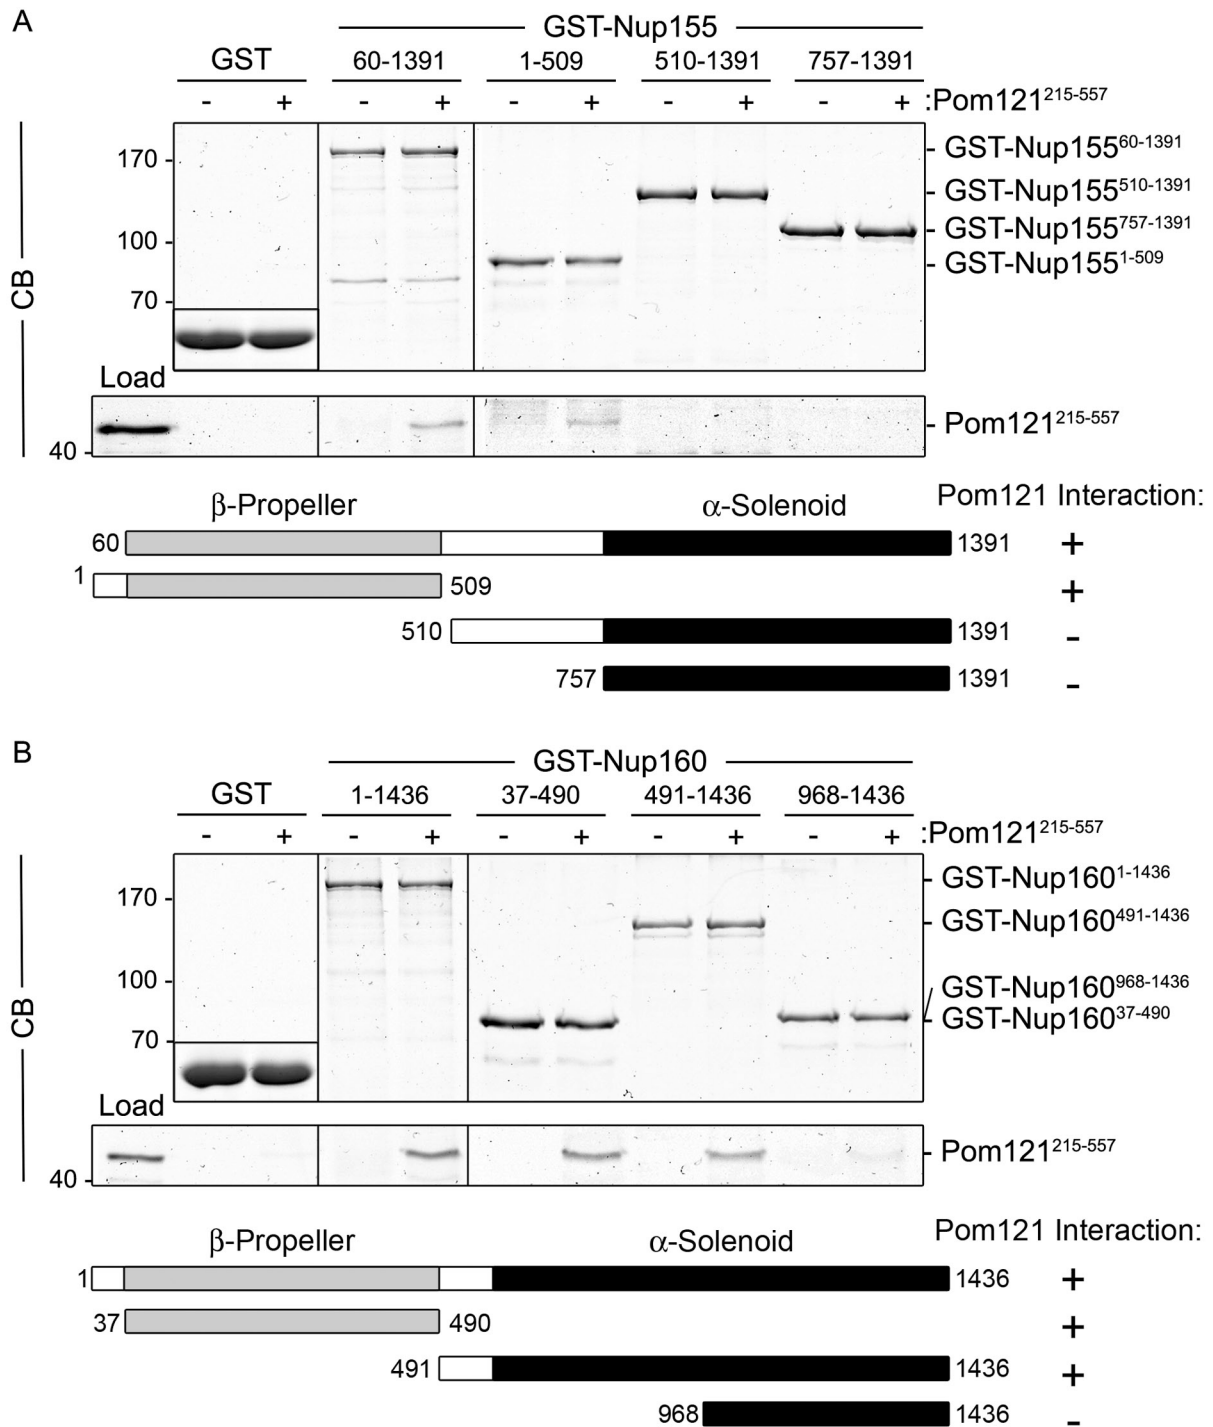 A
GST-Nup155
GST 60-1391 1-509 510-1391 757-1391
- + - + - + - + - + :Pom121²¹⁵⁻⁵⁵⁷
CB
170
100
70
GST-Nup155⁶⁰⁻¹³⁹¹
GST-Nup155⁵¹⁰⁻¹³⁹¹
GST-Nup155⁷⁵⁷⁻¹³⁹¹
GST-Nup155¹⁻⁵⁰⁹
Load
40
Pom121²¹⁵⁻⁵⁵⁷
β-Propeller α-Solenoid Pom121 Interaction:
60 1391 +
1 509 +
510 1391 -
757 1391 -
B
GST-Nup160
GST 1-1436 37-490 491-1436 968-1436
- + - + - + - + - + :Pom121²¹⁵⁻⁵⁵⁷
CB
170
100
70
GST-Nup160¹⁻¹⁴³⁶
GST-Nup160⁴⁹¹⁻¹⁴³⁶
GST-Nup160⁹⁶⁸⁻¹⁴³⁶
GST-Nup160³⁷⁻⁴⁹⁰
Load
40
Pom121²¹⁵⁻⁵⁵⁷
β-Propeller α-Solenoid Pom121 Interaction:
1 1436 +
37 490 +
491 1436 +
968 1436 -